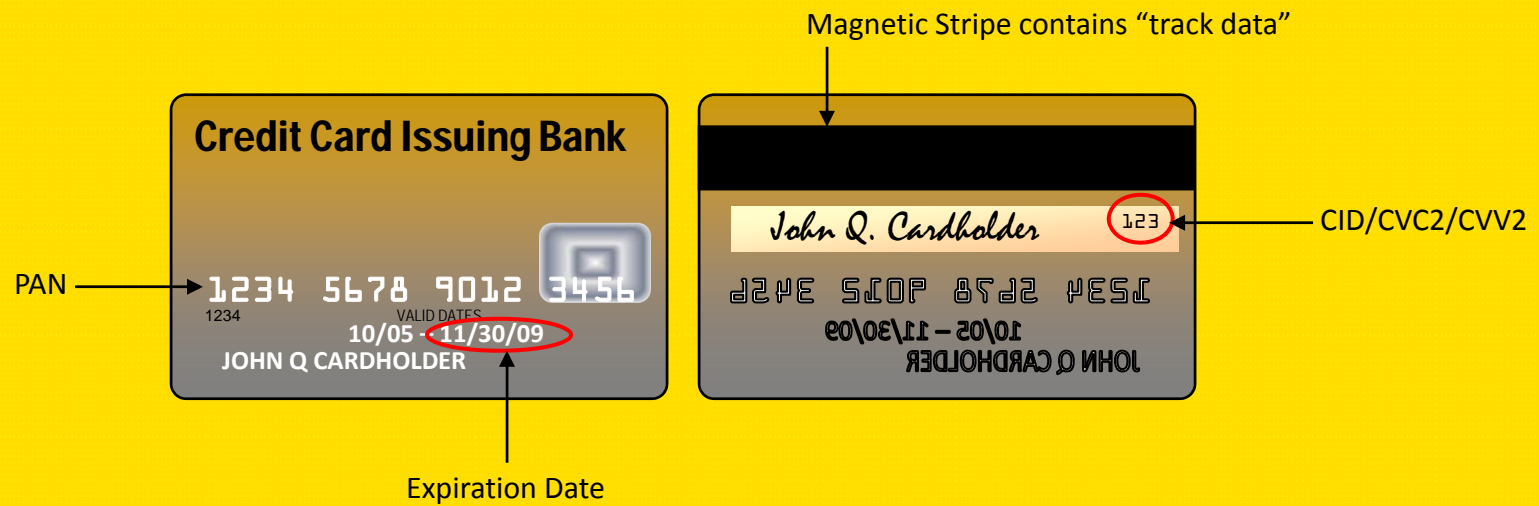 Magnetic Stripe contains “track data”
Credit Card Issuing Bank
PAN
1234 5678 9012 3456
1234
VALID DATES
10/05 – 11/30/09
JOHN Q CARDHOLDER
Expiration Date
John Q. Cardholder
123
CID/CVC2/CVV2
1234 5678 9012 3456
10/05 – 11/30/09
JOHN Q CARDHOLDER